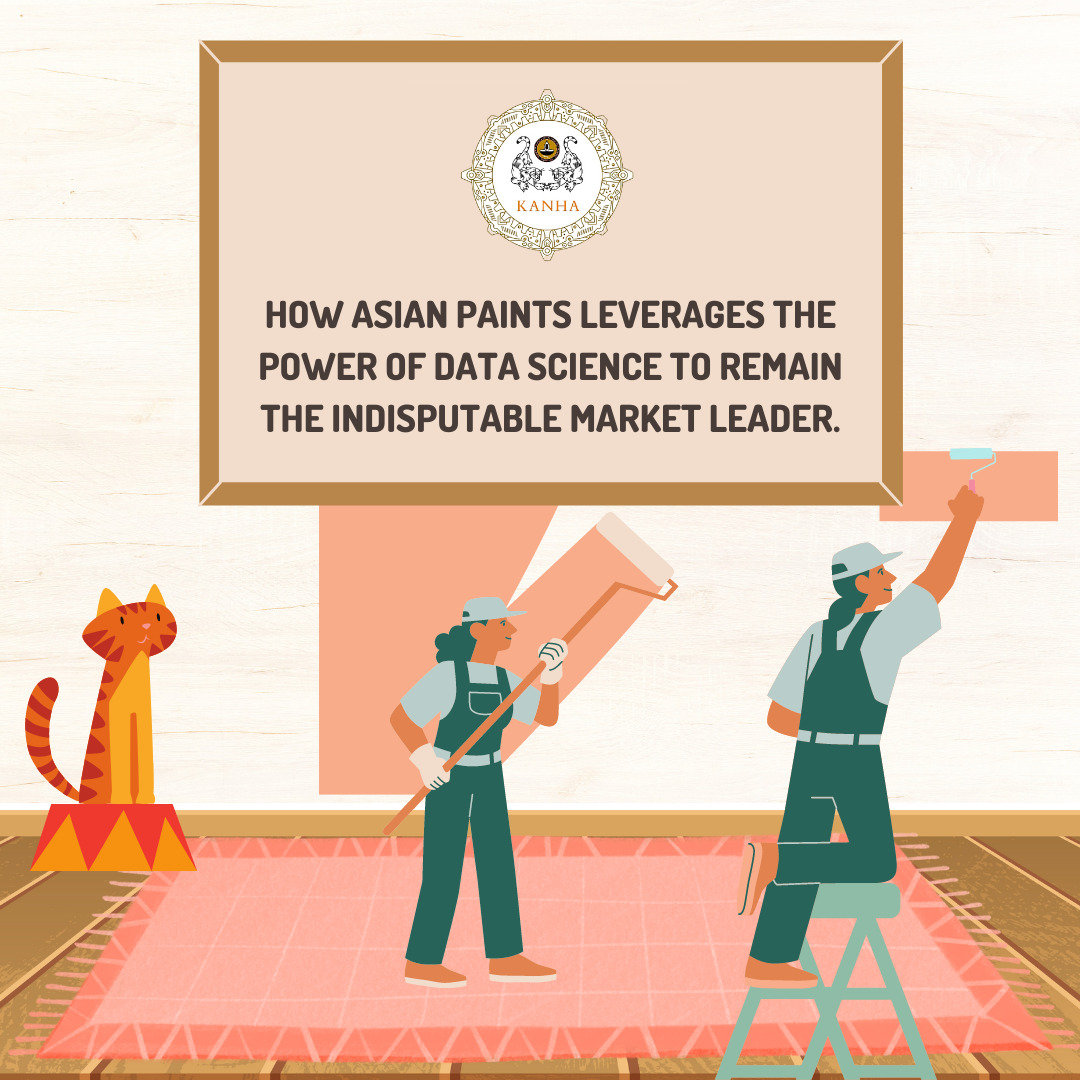 KANHA
HOW ASIAN PAINTS LEVERAGES THE
POWER OF DATA SCIENCE TO REMAIN
THE INDISPUTABLE MARKET LEADER.